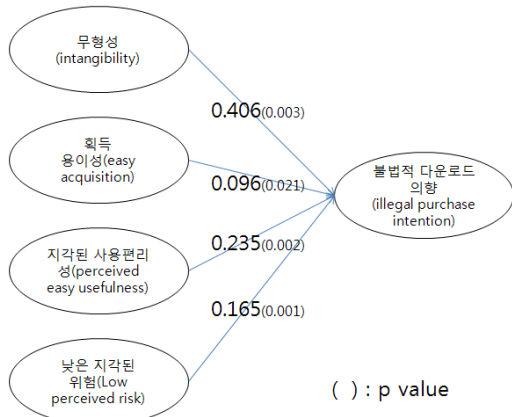 무형성
(intangibility)
0.406(0.003)
획득
용이성(easy
acquisition)
0.096(0.021)
불법적 다운로드
의향
(illegal purchase
intention)
0.235(0.002)
지각된 사용편리
성(perceived
easy usefulness)
0.165(0.001)
낮은 지각된
위험(Low
perceived risk)
( ) : p value